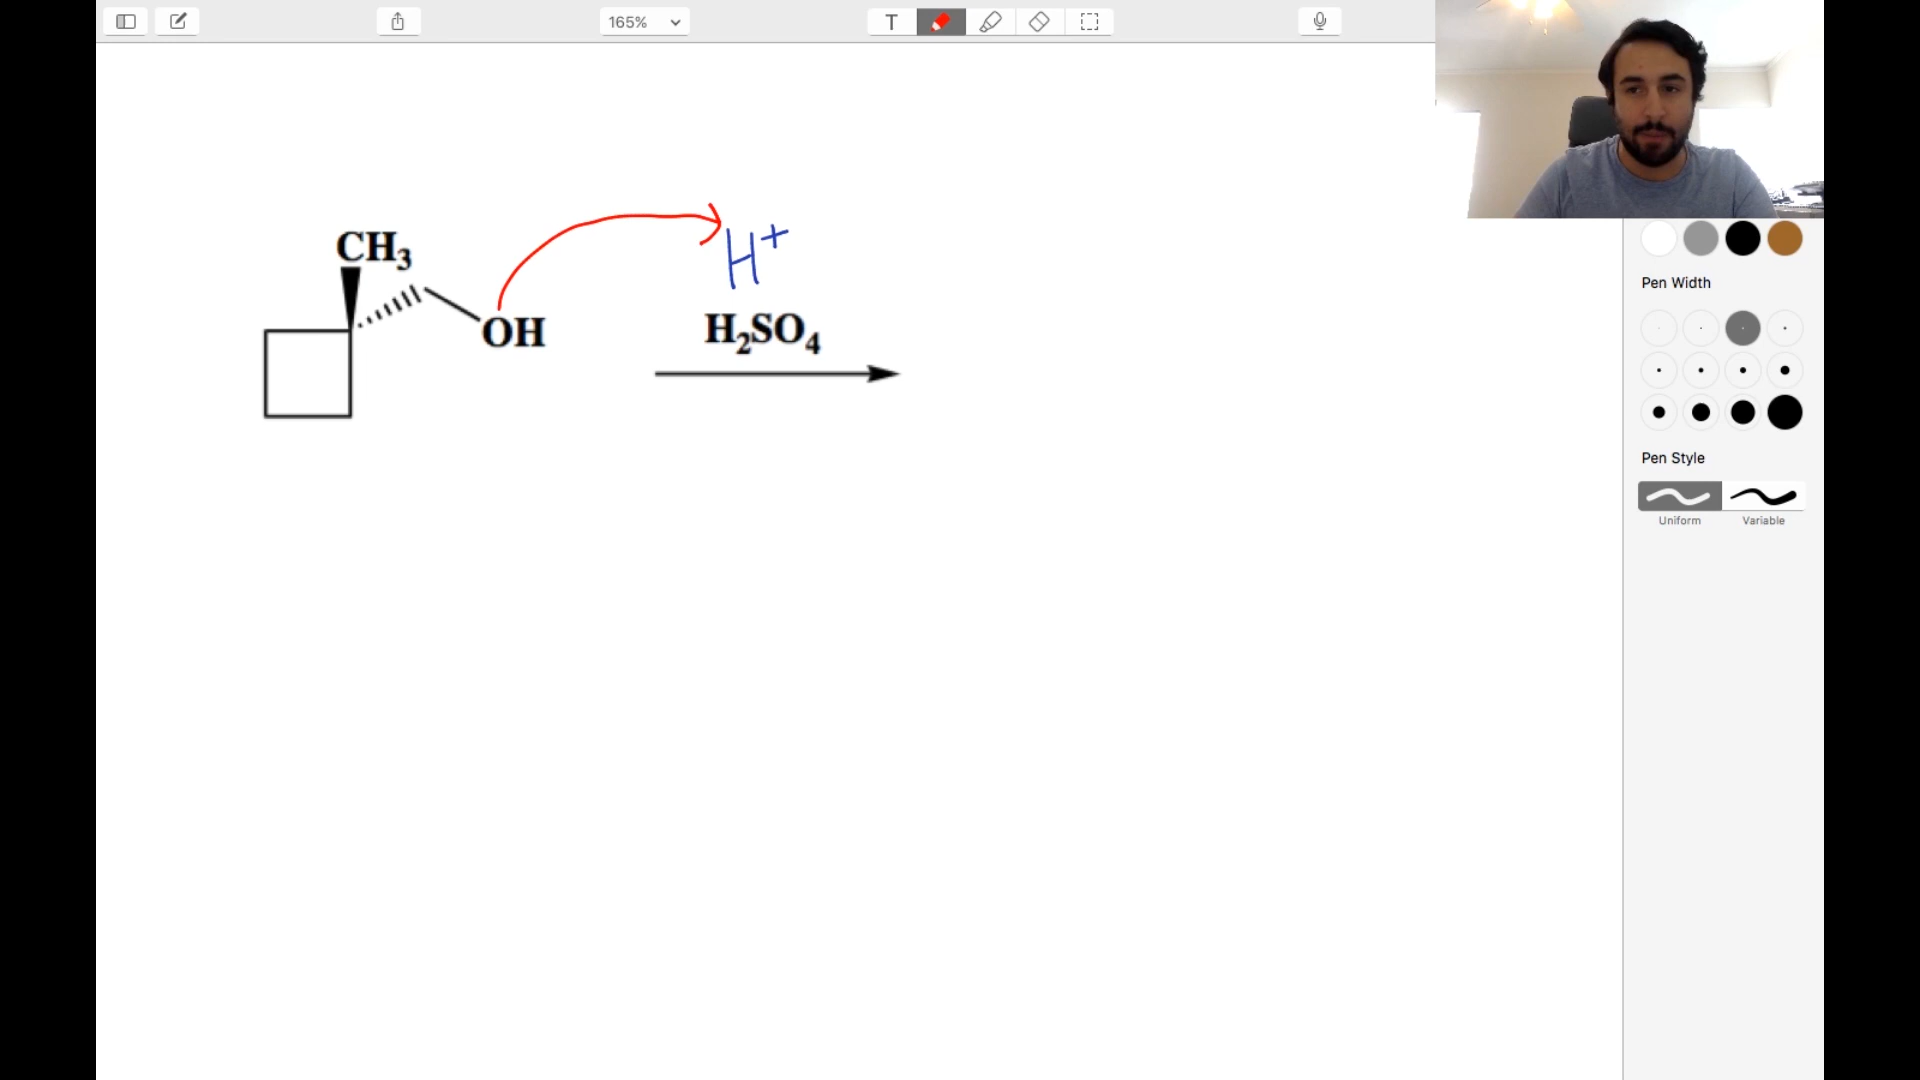 165%
T
H⁺
CH₃
OH
H₂SO₄
Pen Width
Pen Style
Uniform Variable